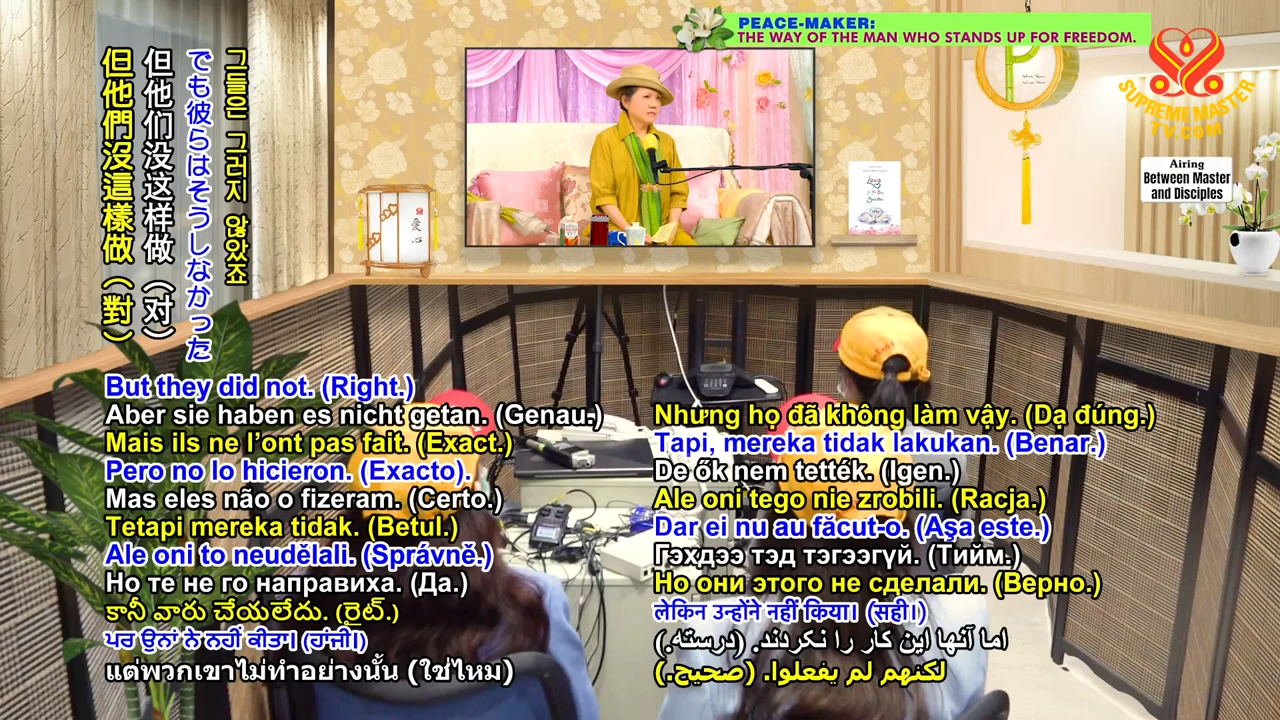 PEACE-MAKER:
THE WAY OF THE MAN WHO STANDS UP FOR FREEDOM.
SUPREME MASTER
TV.COM
Airing
Between Master
and Disciples
愛
心
Love
그들은 그러지 않았죠
でも彼らはそうしなかった
但他们没这样做（对）
但他們沒這樣做（對）
But they did not. (Right.)
Aber sie haben es nicht getan. (Genau.)
Mais ils ne l’ont pas fait. (Exact.)
Pero no lo hicieron. (Exacto).
Mas eles não o fizeram. (Certo.)
Tetapi mereka tidak. (Betul.)
Ale oni to neudělali. (Správně.)
Но те не го направиха. (Да.)
కానీ వారు చేయలేదు. (రైట్.)
ਪਰ ਉਨਾਂ ਨੇ ਨਹੀਂ ਕੀਤਾ। (ਹਾਂਜੀ।)
แต่พวกเขาไม่ทำอย่างนั้น (ใช่ไหม)
Nhưng họ đã không làm vậy. (Dạ đúng.)
Tapi, mereka tidak lakukan. (Benar.)
De ők nem tették. (Igen.)
Ale oni tego nie zrobili. (Racja.)
Dar ei nu au făcut-o. (Aşa este.)
Гэхдээ тэд тэгээгүй. (Тийм.)
Но они этого не сделали. (Верно.)
लेकिन उन्होंने नहीं किया। (सही।)
اما آنها این کار را نکردند. (درسته.)
لكنهم لم يفعلوا. (صحيح.)